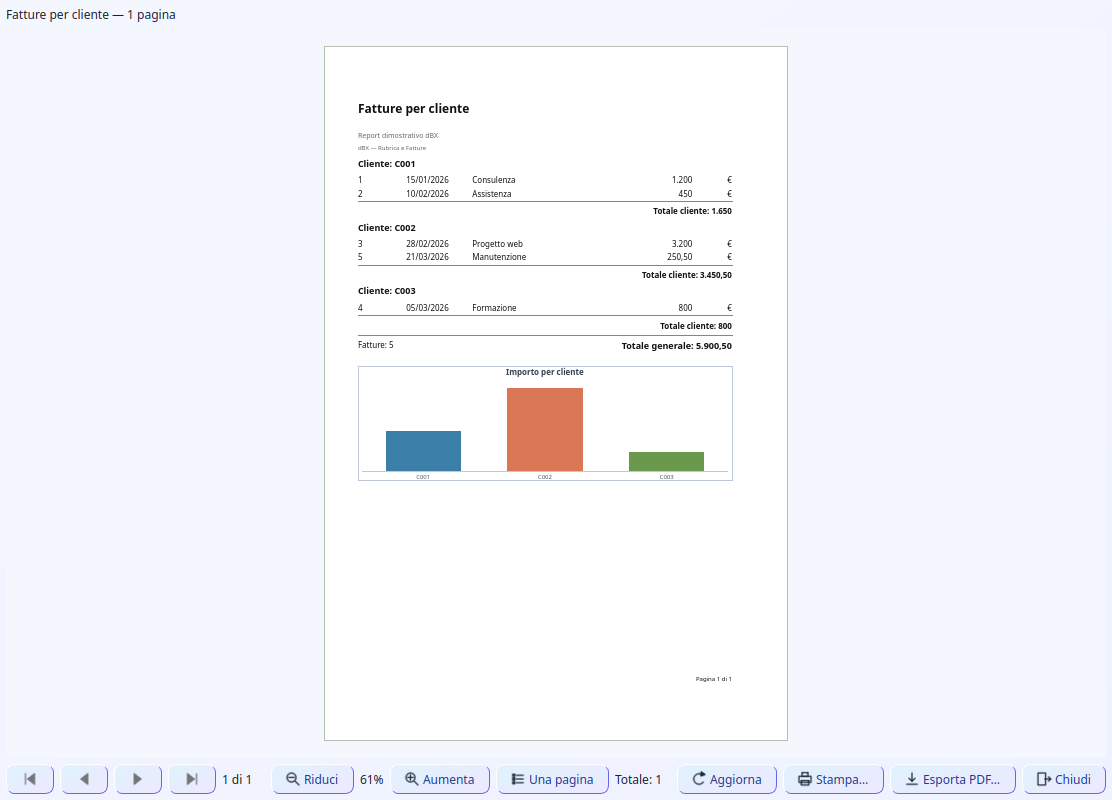 Fatture per cliente — 1 pagina
Fatture per cliente
Report dimostrativo dBX
dBX — Rubrica e Fatture
Cliente: C001
1 15/01/2026 Consulenza 1.200 €
2 10/02/2026 Assistenza 450 €
Totale cliente: 1.650
Cliente: C002
3 28/02/2026 Progetto web 3.200 €
5 21/03/2026 Manutenzione 250,50 €
Totale cliente: 3.450,50
Cliente: C003
4 05/03/2026 Formazione 800 €
Totale cliente: 800
Fatture: 5 Totale generale: 5.900,50
Importo per cliente
C001 C002 C003
Pagina 1 di 1
1 di 1 Riduci 61% Aumenta Una pagina Totale: 1 Aggiorna Stampa... Esporta PDF... Chiudi